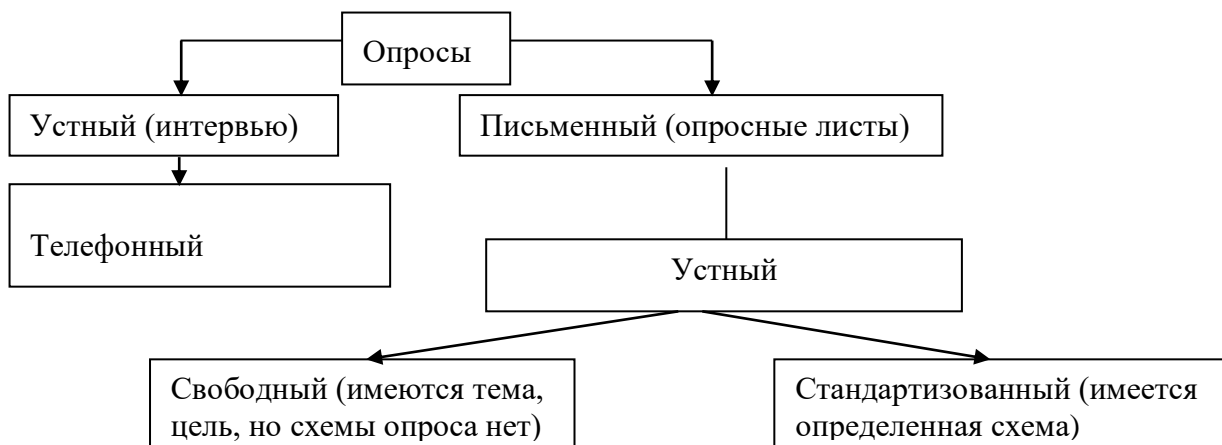 Опросы
Устный (интервью)
Письменный (опросные листы)
Телефонный
Устный
Свободный (имеются тема,
цель, но схемы опроса нет)
Стандартизованный (имеется
определенная схема)